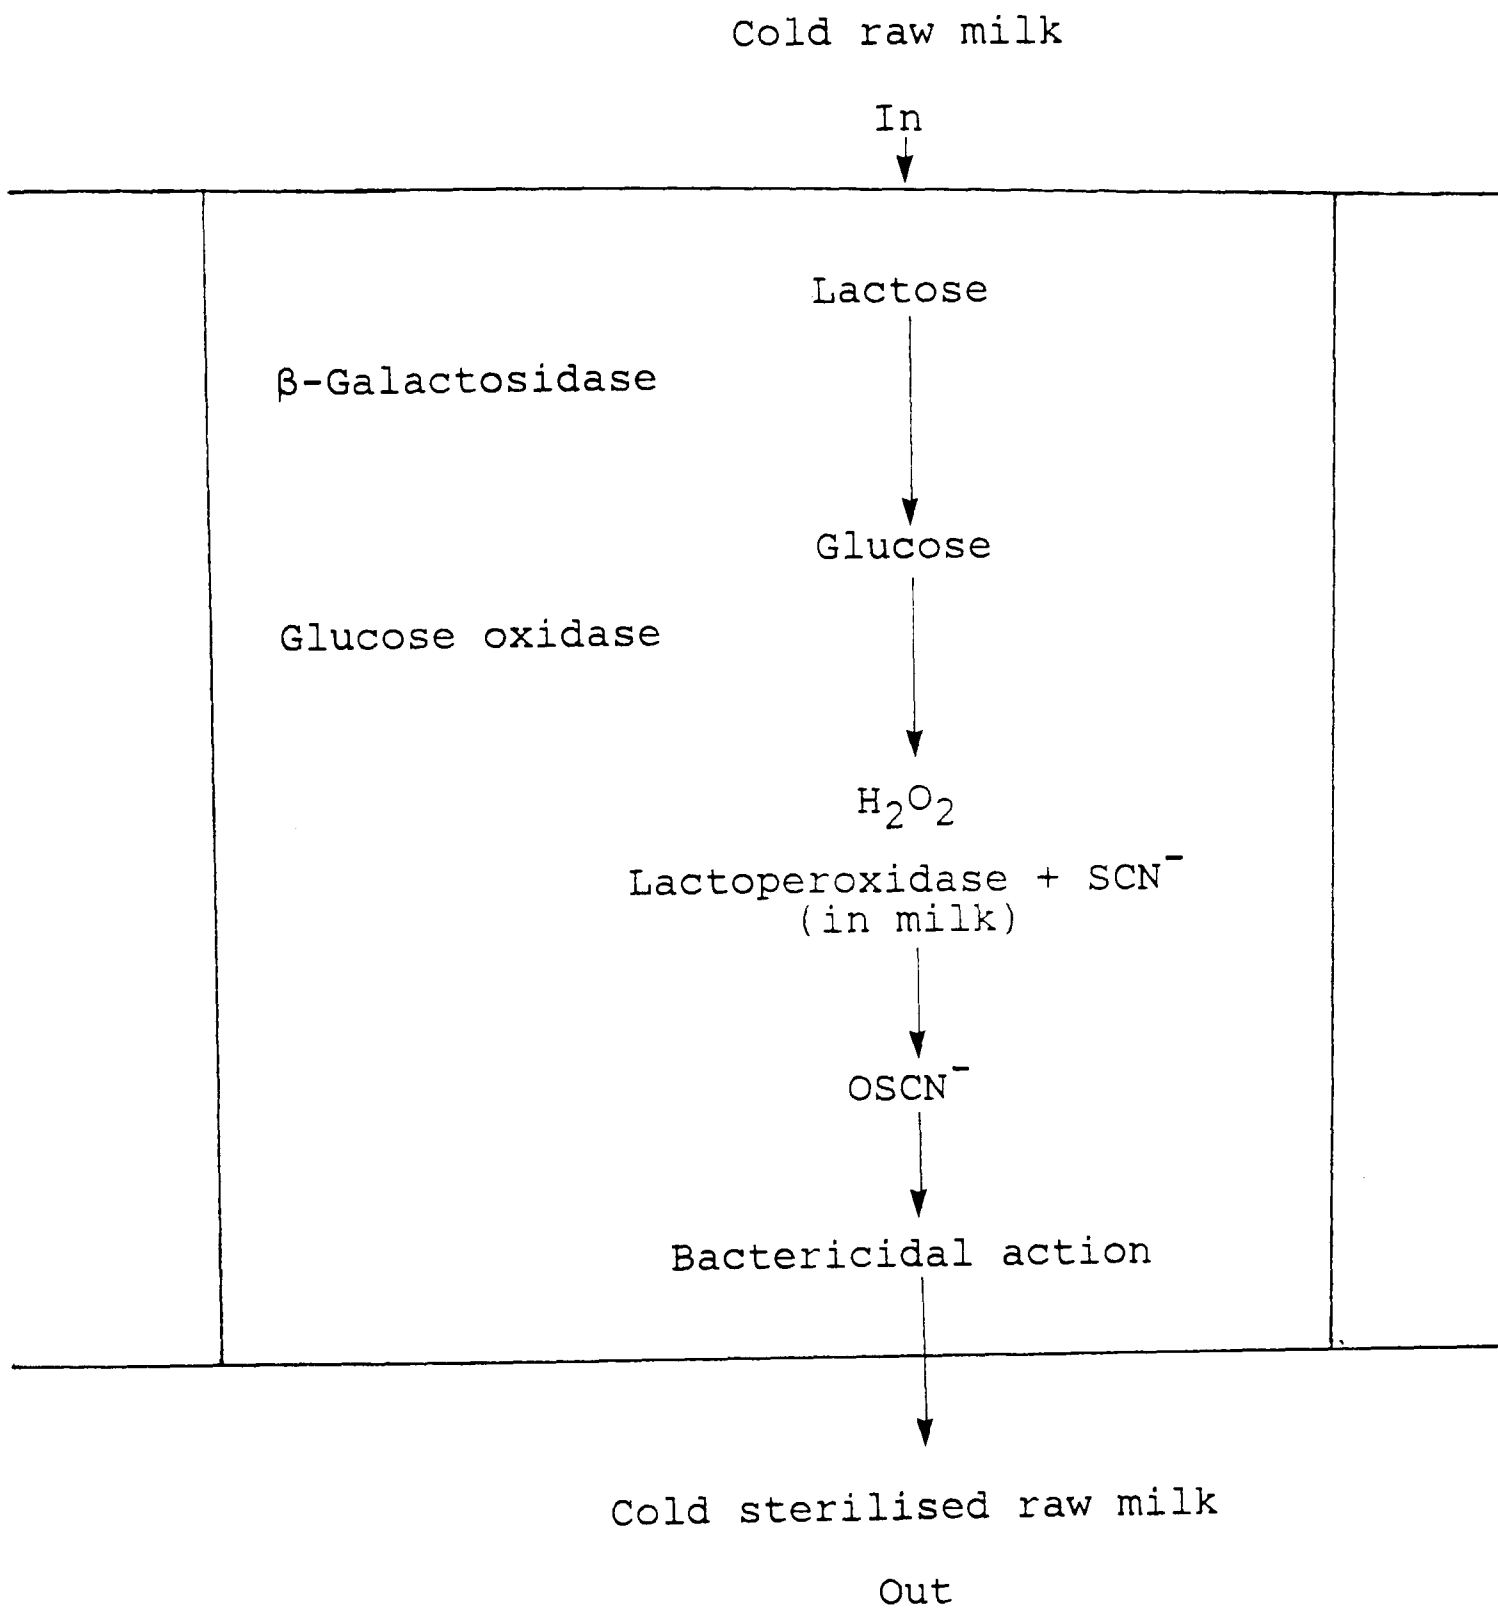 Cold raw milk
In
Lactose
β-Galactosidase
Glucose
Glucose oxidase
H₂O₂
Lactoperoxidase + SCN⁻
(in milk)
OSCN⁻
Bactericidal action
Cold sterilised raw milk
Out